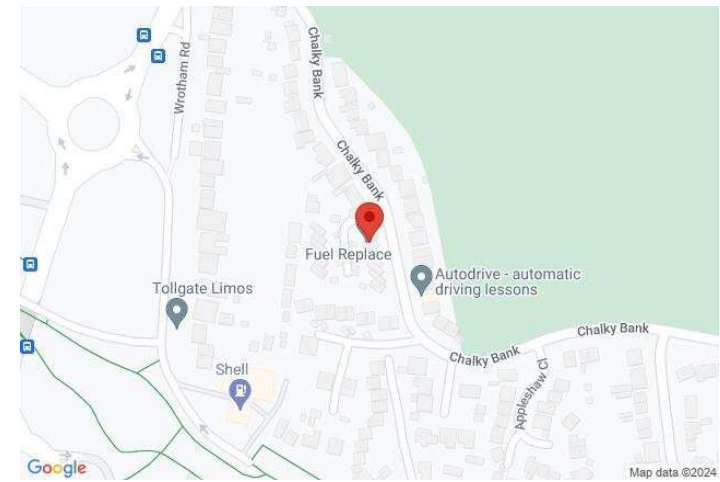 Wrotham Rd
Chalky Bank
Chalky Bank
Fuel Replace
Autodrive - automatic
driving lessons
Tollgate Limos
Chalky Bank
Chalky Bank
Shell
Appleshaw Cl
Google
Map data ©2024